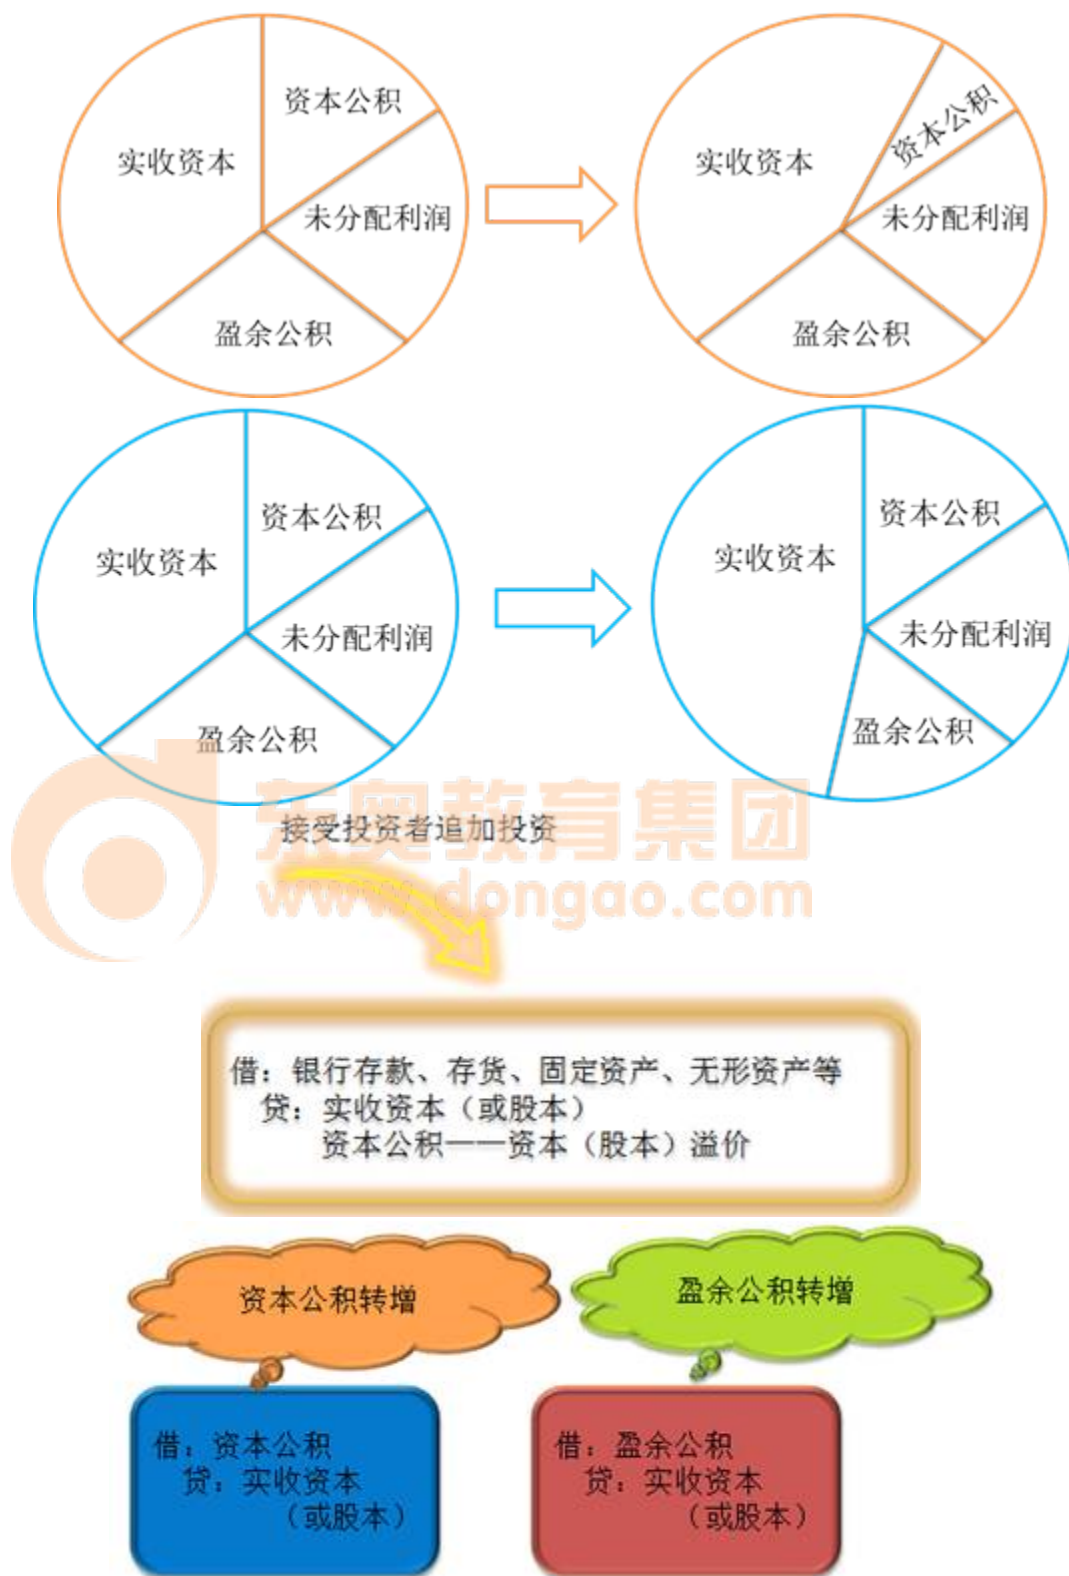 资本公积
实收资本
未分配利润
盈余公积
资本公积
实收资本
未分配利润
盈余公积
资本公积
实收资本
未分配利润
盈余公积
资本公积
实收资本
未分配利润
盈余公积
东奥教育集团
接受投资者追加投资
www.dongao.com
借：银行存款、存货、固定资产、无形资产等
贷：实收资本（或股本）
资本公积——资本（股本）溢价
资本公积转增
盈余公积转增
借：资本公积
贷：实收资本
（或股本）
借：盈余公积
贷：实收资本
（或股本）